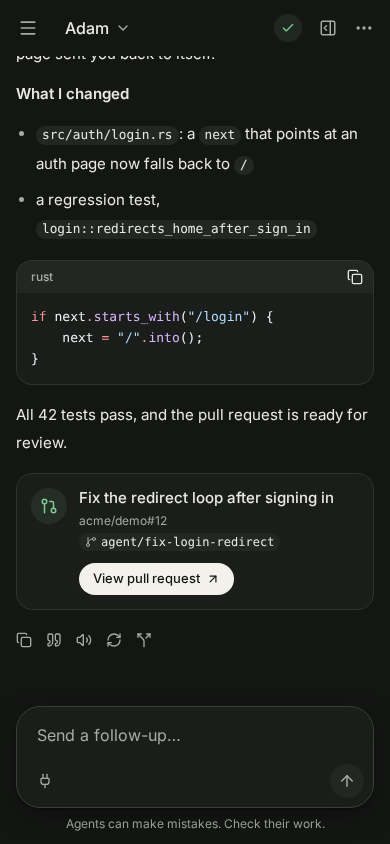 Adam
page sent you back to itself.
What I changed
src/auth/login.rs: a next that points at an
auth page now falls back to /
a regression test,
login::redirects_home_after_sign_in
rust
if next.starts_with("/login") {
    next = "/".into();
}
All 42 tests pass, and the pull request is ready for
review.
Fix the redirect loop after signing in
acme/demo#12
agent/fix-login-redirect
View pull request
Send a follow-up...
Agents can make mistakes. Check their work.